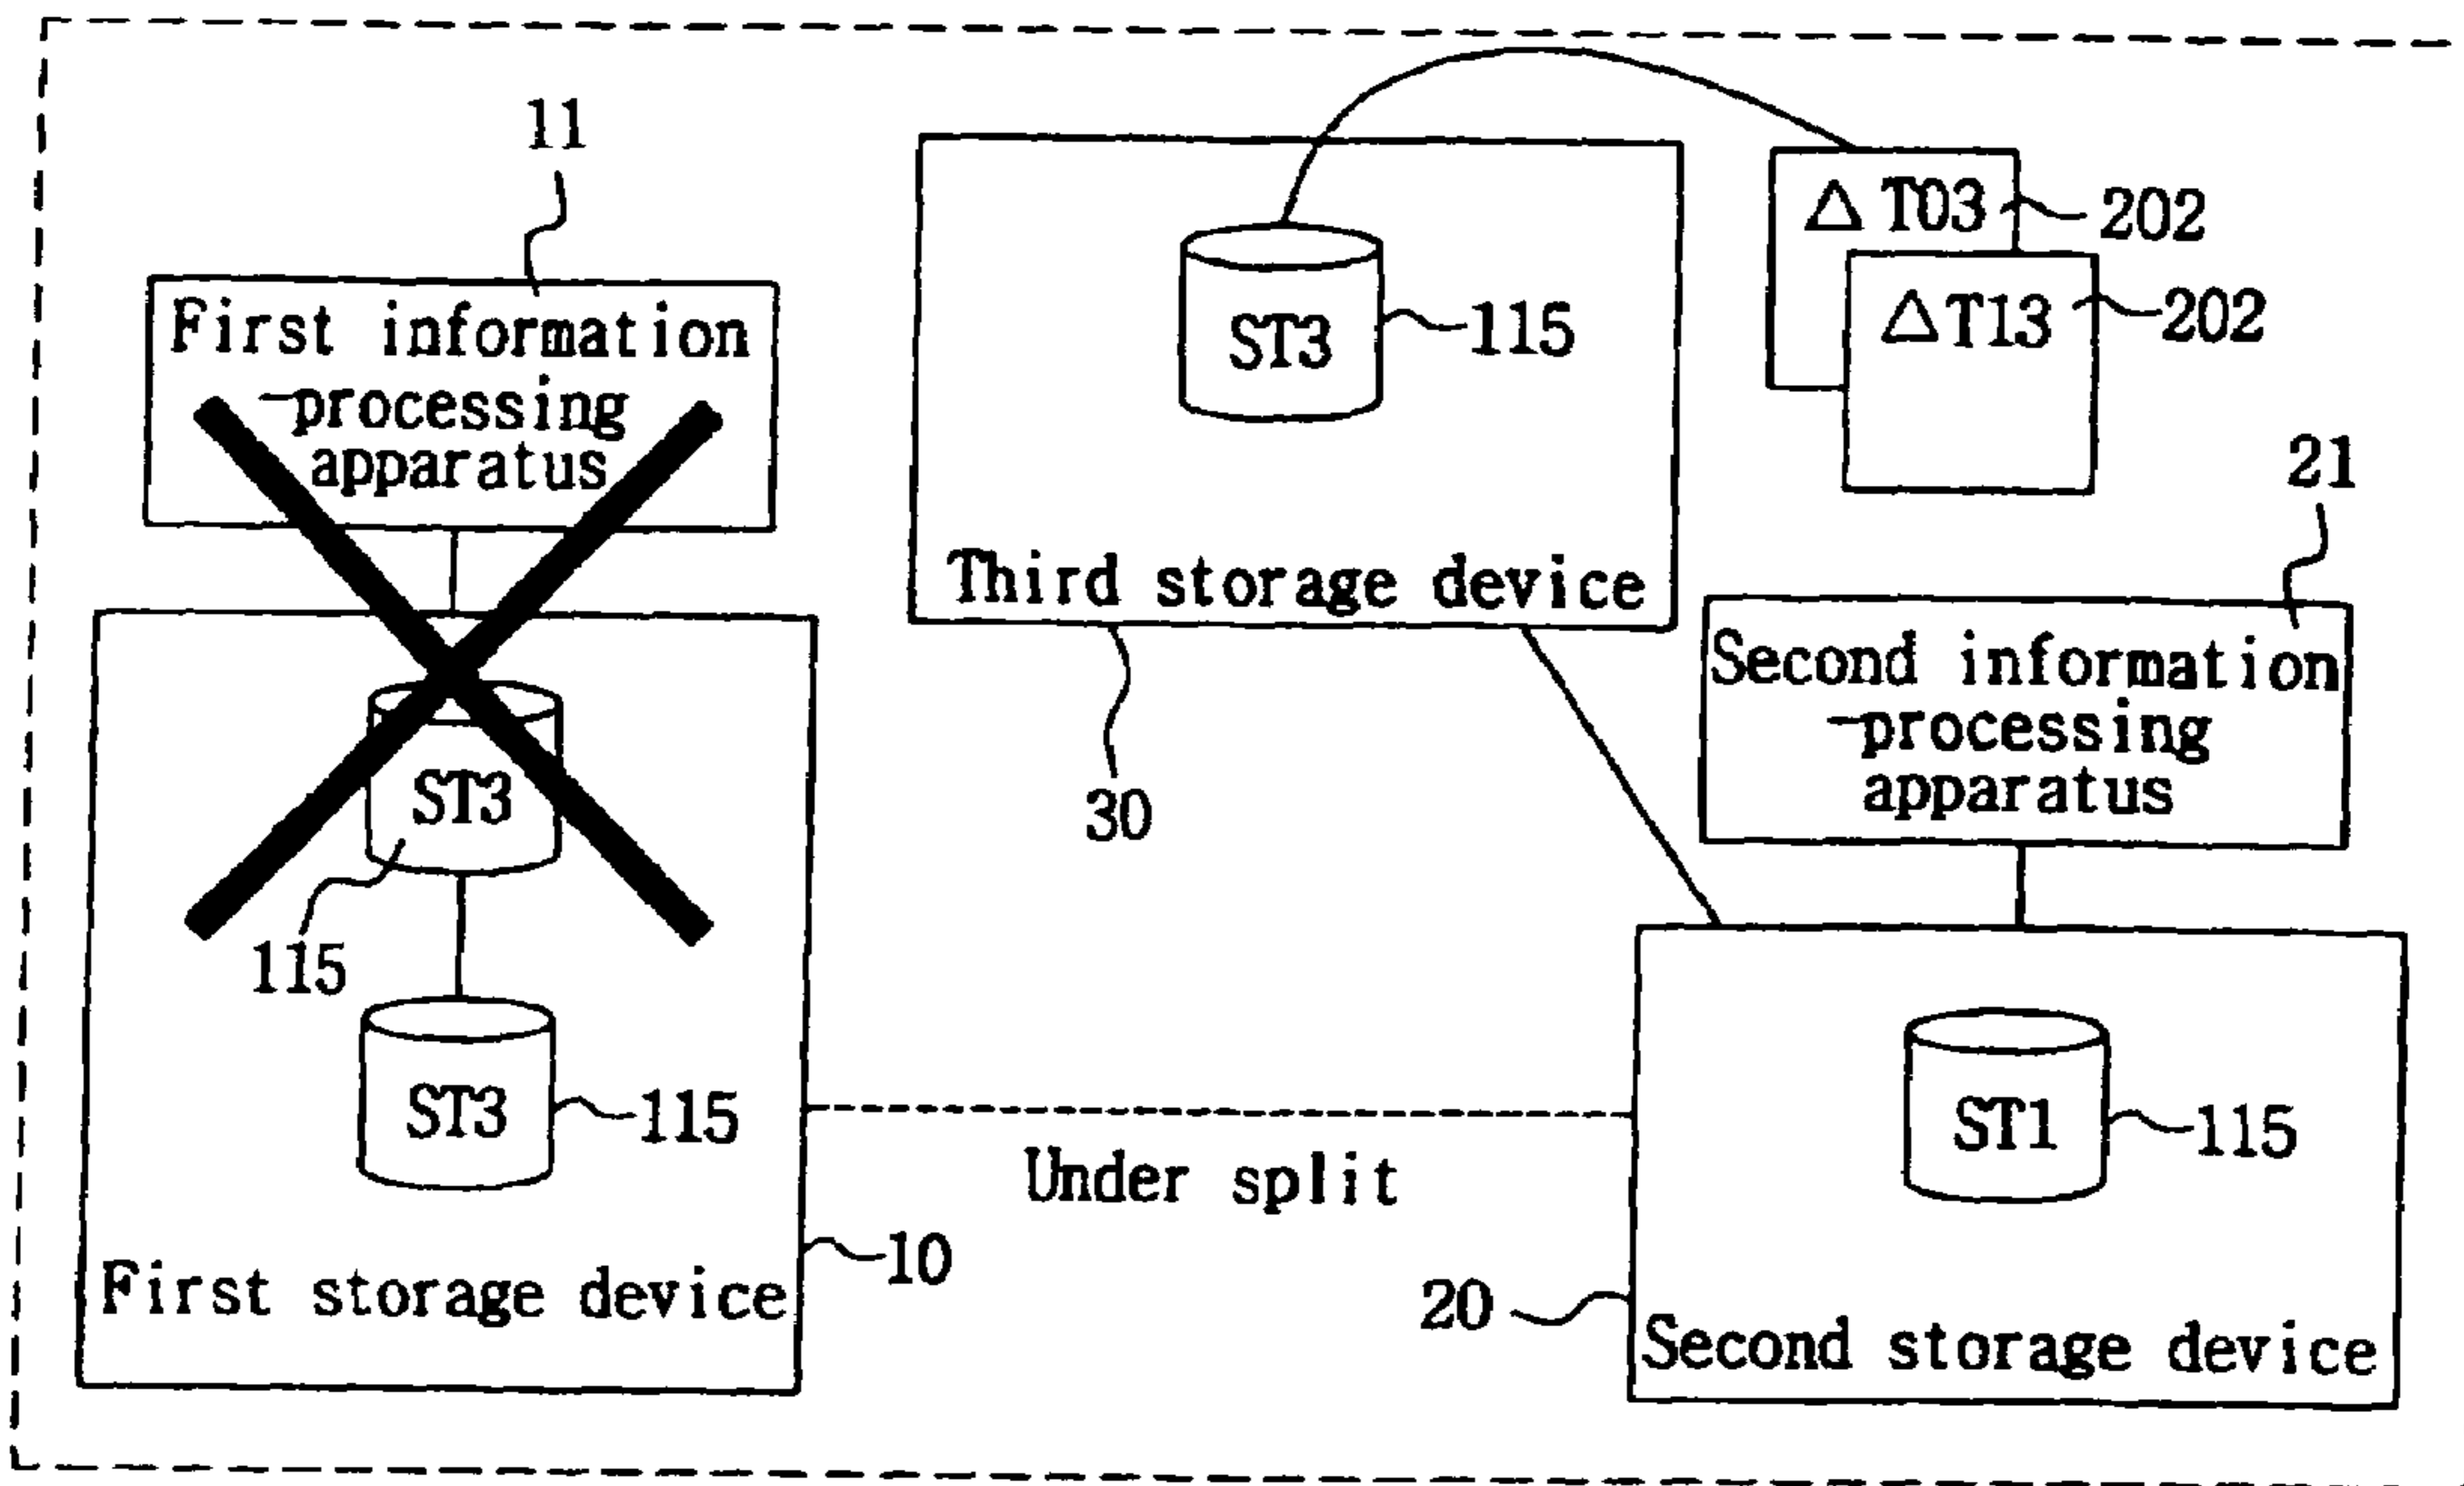 11
First information
-processing
apparatus
ST3
115
ST3
115
First storage device
10
Under split
ST3
115
Third storage device
30
△ T03
202
△ T13
202
21
Second information
-processing
apparatus
ST1
115
20
Second storage device